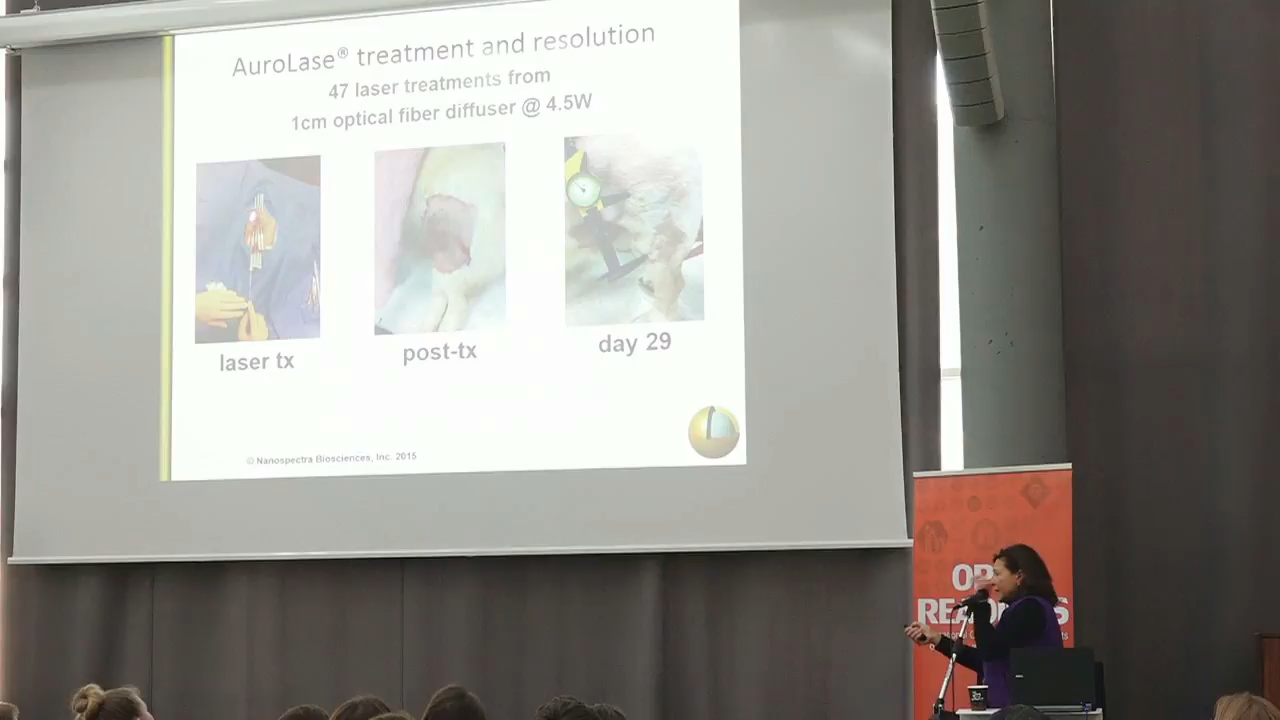 AuroLase® treatment and resolution
47 laser treatments from
1cm optical fiber diffuser @ 4.5W
laser tx
post-tx
day 29
© Nanospectra Biosciences, Inc. 2015